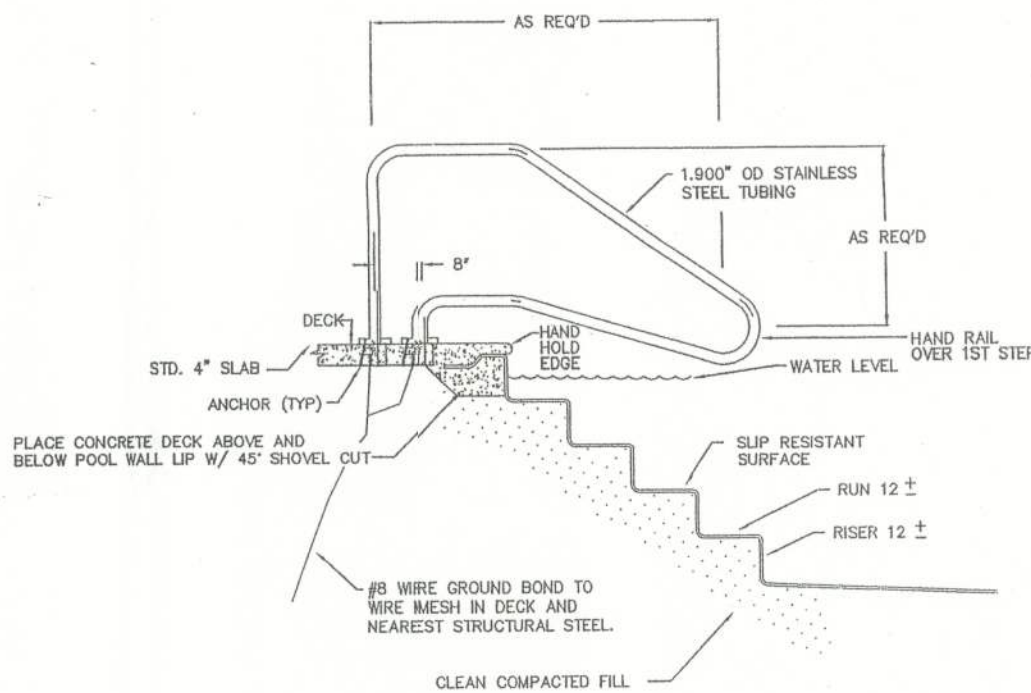 AS REQ'D
1.900" OD STAINLESS
STEEL TUBING
AS REQ'D
8"
DECK
HAND
HOLD
EDGE
HAND RAIL
OVER 1ST STEP
STD. 4" SLAB
WATER LEVEL
ANCHOR (TYP)
PLACE CONCRETE DECK ABOVE AND
BELOW POOL WALL LIP W/ 45° SHOVEL CUT
SLIP RESISTANT
SURFACE
RUN 12 ±
RISER 12 ±
#8 WIRE GROUND BOND TO
WIRE MESH IN DECK AND
NEAREST STRUCTURAL STEEL.
CLEAN COMPACTED FILL